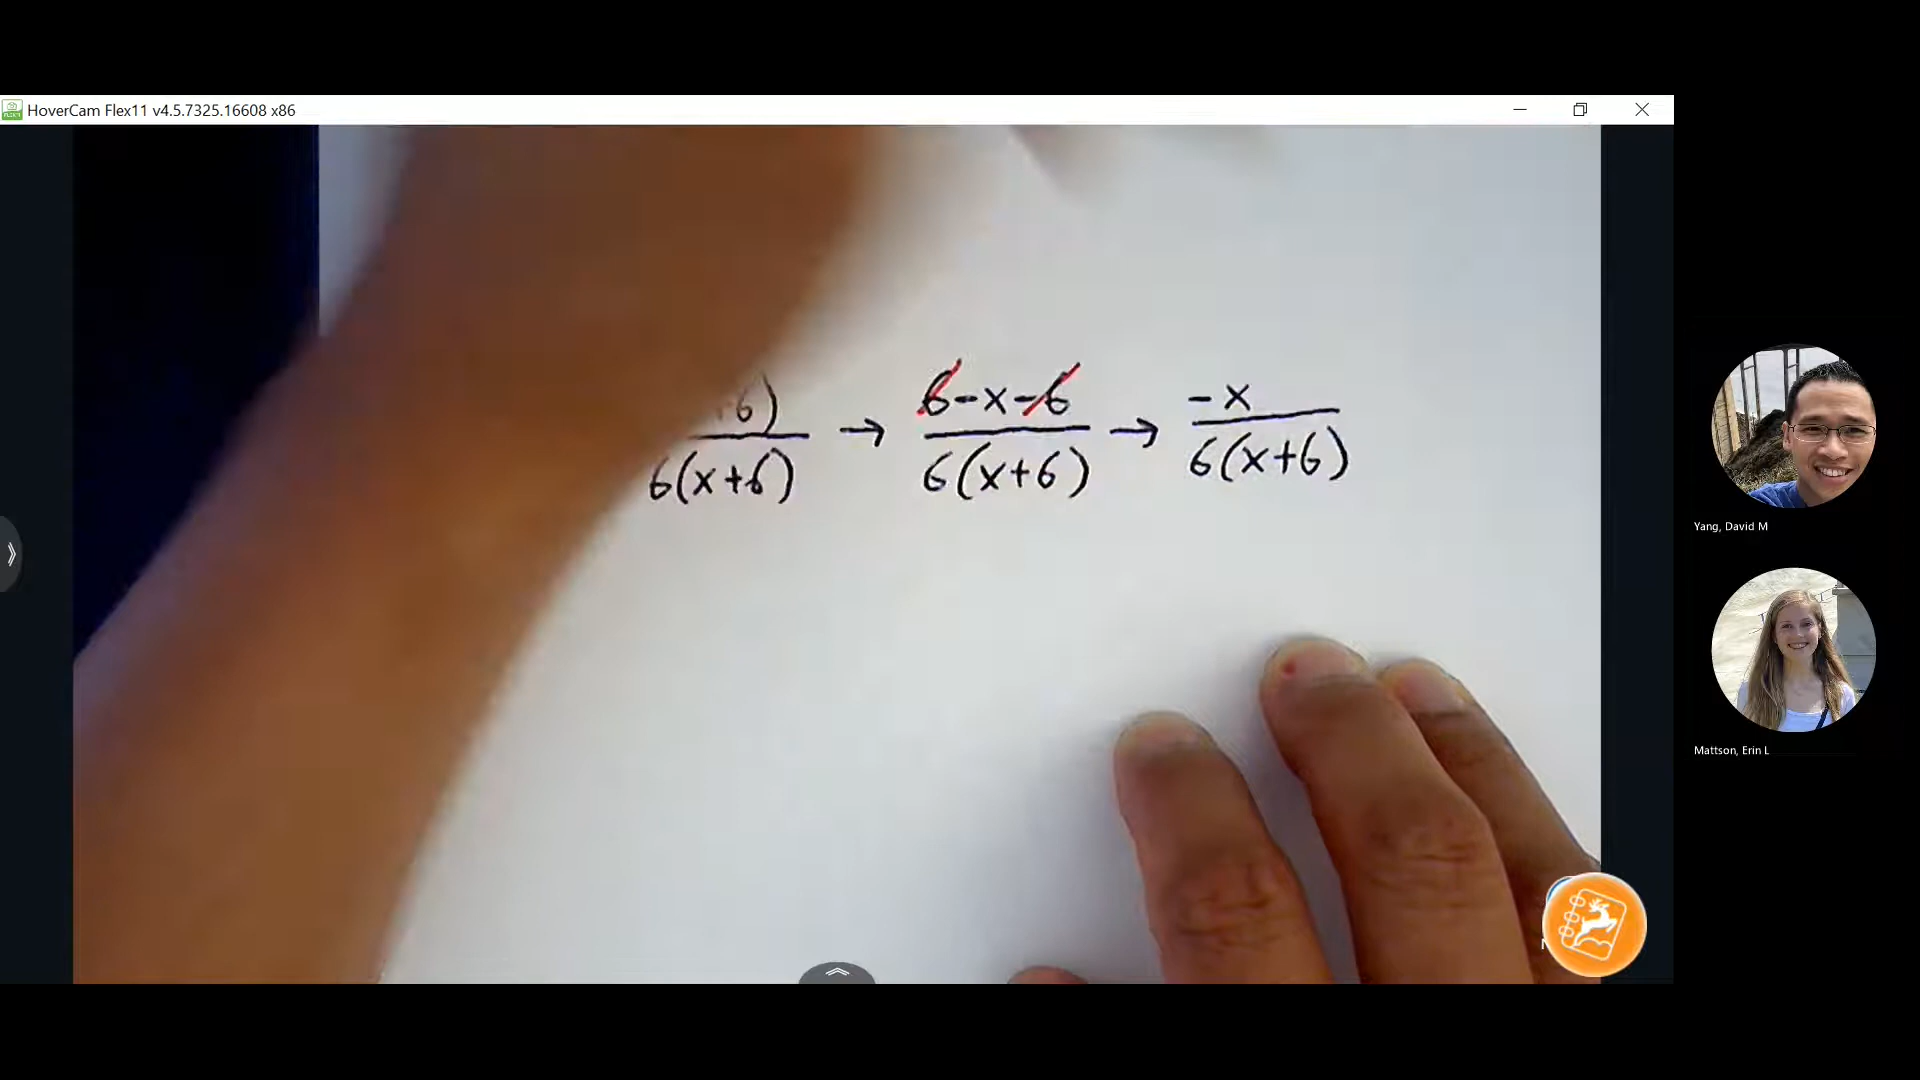 HoverCam Flex11 v4.5.7325.16608 x86
+6)/6(x+6) → 6-x-6/6(x+6) → -x/6(x+6)
Yang, David M
Mattson, Erin L